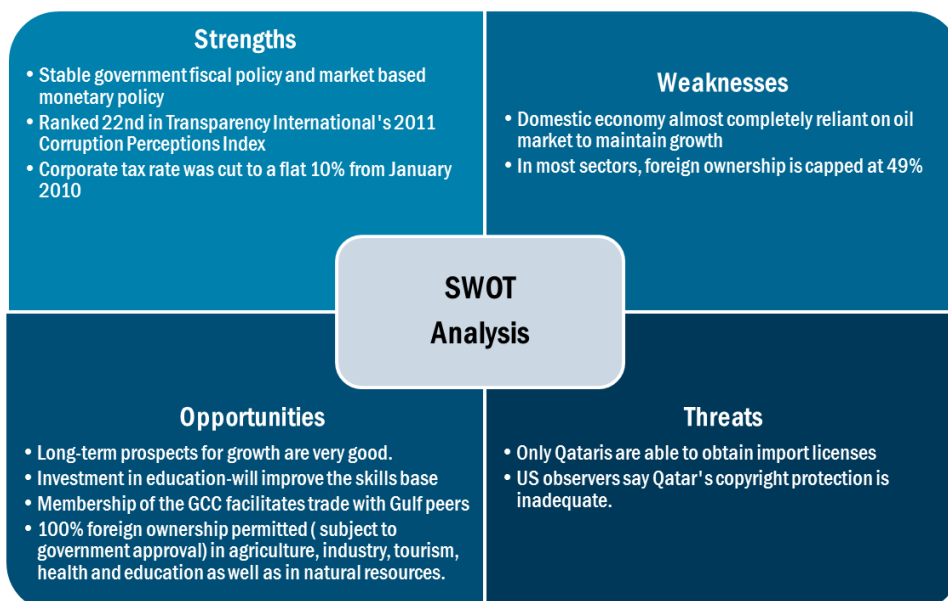 Strengths
• Stable government fiscal policy and market based
monetary policy
• Ranked 22nd in Transparency International's 2011
Corruption Perceptions Index
• Corporate tax rate was cut to a flat 10% from January
2010
Weaknesses
• Domestic economy almost completely reliant on oil
market to maintain growth
• In most sectors, foreign ownership is capped at 49%
SWOT
Analysis
Opportunities
• Long-term prospects for growth are very good.
• Investment in education-will improve the skills base
• Membership of the GCC facilitates trade with Gulf peers
• 100% foreign ownership permitted ( subject to
government approval) in agriculture, industry, tourism,
health and education as well as in natural resources.
Threats
• Only Qataris are able to obtain import licenses
• US observers say Qatar's copyright protection is
inadequate.